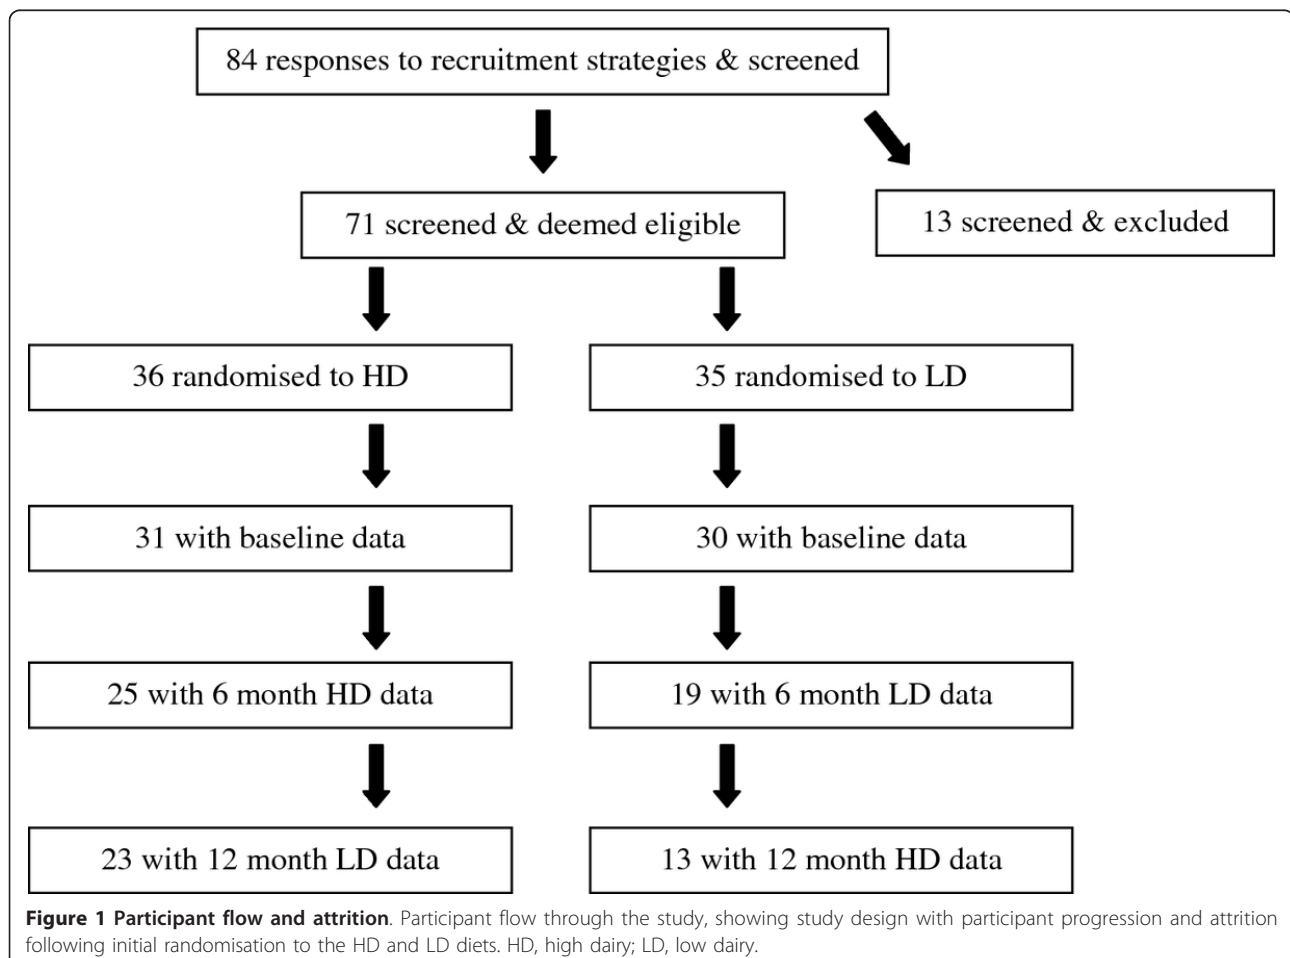 84 responses to recruitment strategies & screened
71 screened & deemed eligible
13 screened & excluded
36 randomised to HD
35 randomised to LD
31 with baseline data
30 with baseline data
25 with 6 month HD data
19 with 6 month LD data
23 with 12 month LD data
13 with 12 month HD data
Figure 1 Participant flow and attrition. Participant flow through the study, showing study design with participant progression and attrition
following initial randomisation to the HD and LD diets. HD, high dairy; LD, low dairy.